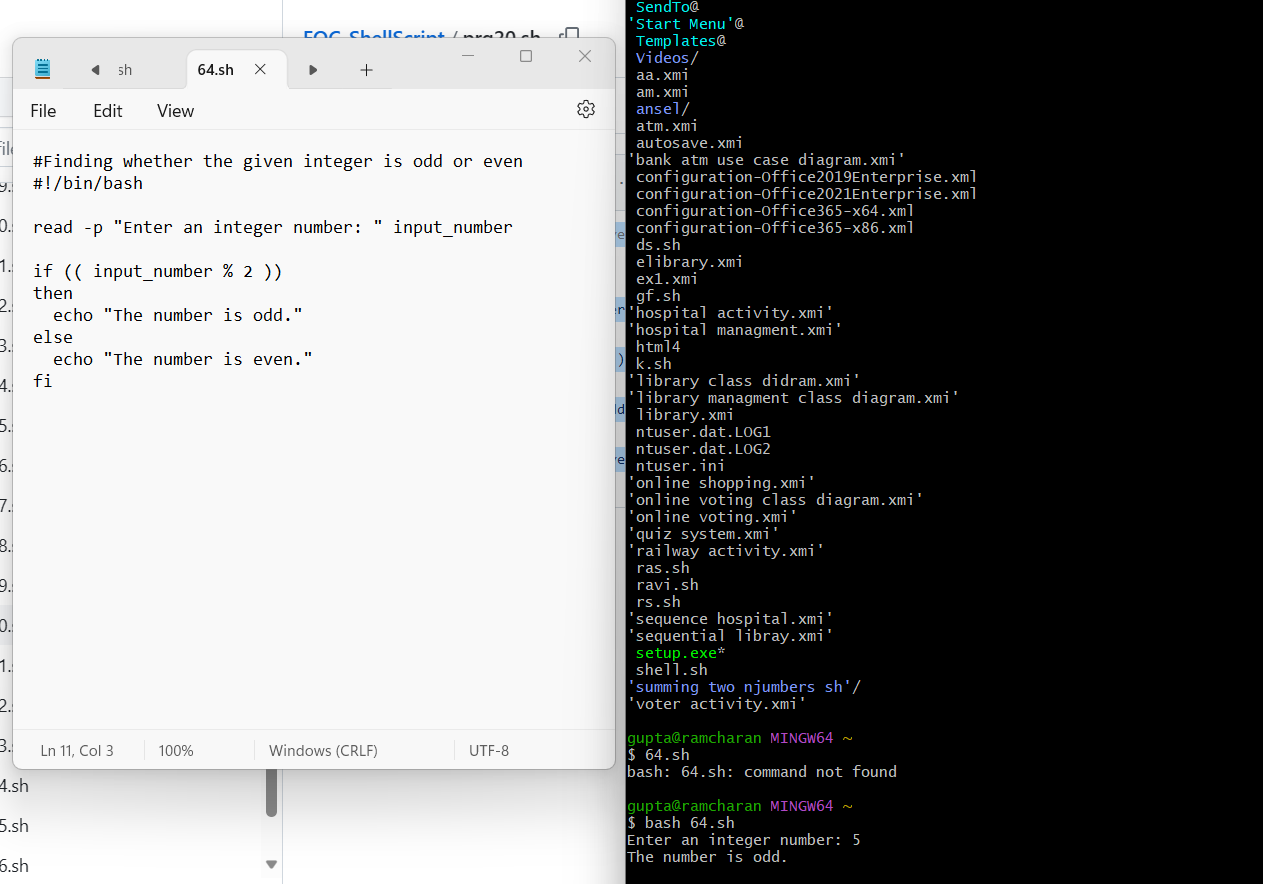 FOC_ShellScript / prg20.sh
sh
64.sh
File
Edit
View
#Finding whether the given integer is odd or even
#!/bin/bash
read -p "Enter an integer number: " input_number
if (( input_number % 2 ))
then
echo "The number is odd."
else
echo "The number is even."
fi
Ln 11, Col 3
100%
Windows (CRLF)
UTF-8
4.sh
5.sh
6.sh
SendTo@
'Start Menu'@
Templates@
Videos/
aa.xmi
am.xmi
ansel/
atm.xmi
autosave.xmi
'bank atm use case diagram.xmi'
configuration-Office2019Enterprise.xml
configuration-Office2021Enterprise.xml
configuration-Office365-x64.xml
configuration-Office365-x86.xml
ds.sh
elibrary.xmi
ex1.xmi
gf.sh
'hospital activity.xmi'
'hospital managment.xmi'
html4
k.sh
'library class didram.xmi'
'library managment class diagram.xmi'
library.xmi
ntuser.dat.LOG1
ntuser.dat.LOG2
ntuser.ini
'online shopping.xmi'
'online voting class diagram.xmi'
'online voting.xmi'
'quiz system.xmi'
'railway activity.xmi'
ras.sh
ravi.sh
rs.sh
'sequence hospital.xmi'
'sequential libray.xmi'
setup.exe*
shell.sh
'summing two njumbers sh'/
'voter activity.xmi'
gupta@ramcharan MINGW64 ~
$ 64.sh
bash: 64.sh: command not found
gupta@ramcharan MINGW64 ~
$ bash 64.sh
Enter an integer number: 5
The number is odd.